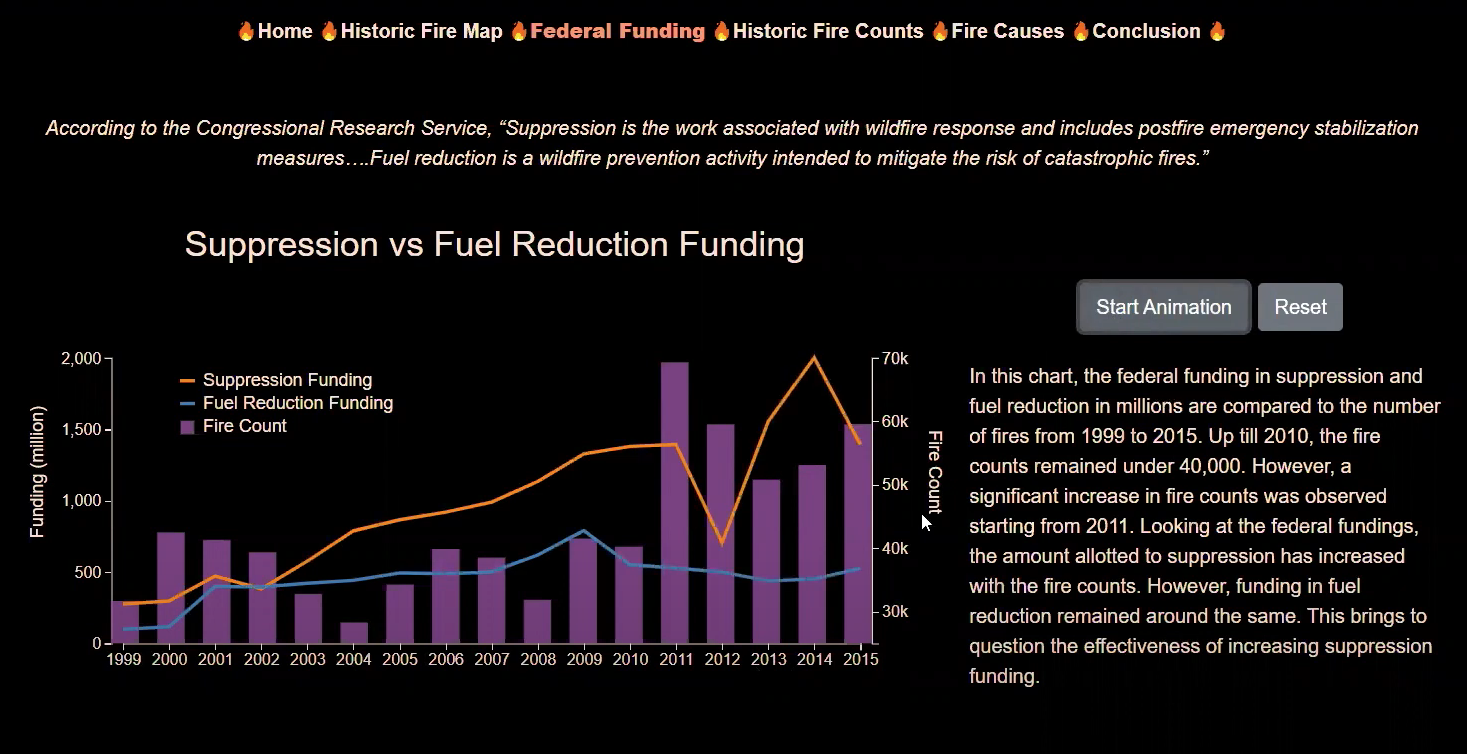 🔥Home 🔥Historic Fire Map 🔥Federal Funding 🔥Historic Fire Counts 🔥Fire Causes 🔥Conclusion 🔥
According to the Congressional Research Service, “Suppression is the work associated with wildfire response and includes postfire emergency stabilization
measures….Fuel reduction is a wildfire prevention activity intended to mitigate the risk of catastrophic fires.”
Suppression vs Fuel Reduction Funding
Start Animation Reset
Suppression Funding
Fuel Reduction Funding
Fire Count
Funding (million)
2,000
1,500
1,000
500
0
70k
60k
50k
40k
30k
Fire Count
1999 2000 2001 2002 2003 2004 2005 2006 2007 2008 2009 2010 2011 2012 2013 2014 2015
In this chart, the federal funding in suppression and
fuel reduction in millions are compared to the number
of fires from 1999 to 2015. Up till 2010, the fire
counts remained under 40,000. However, a
significant increase in fire counts was observed
starting from 2011. Looking at the federal fundings,
the amount allotted to suppression has increased
with the fire counts. However, funding in fuel
reduction remained around the same. This brings to
question the effectiveness of increasing suppression
funding.